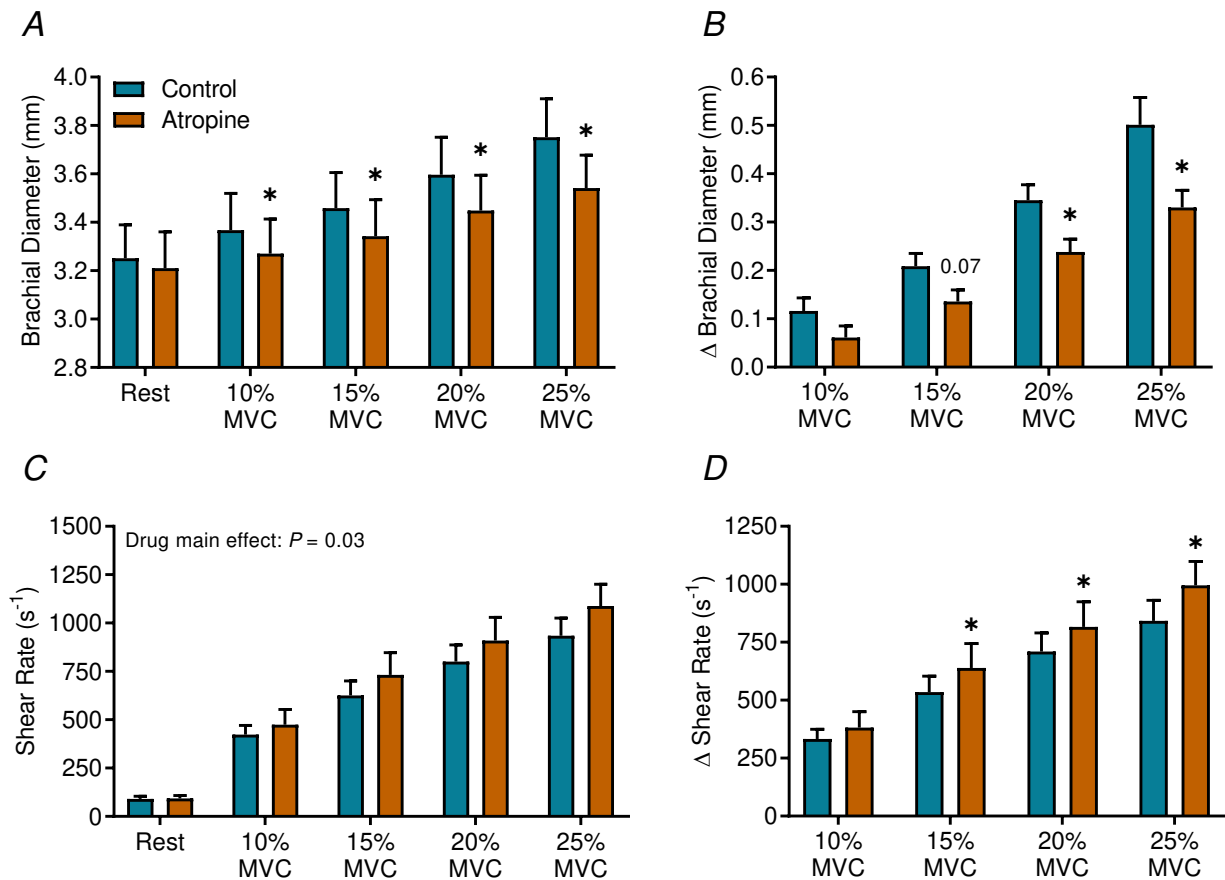 A
Brachial Diameter (mm)
4.0
3.8
3.6
3.4
3.2
3.0
2.8
Control
Atropine
*
*
*
*
Rest
10%
MVC
15%
MVC
20%
MVC
25%
MVC
B
Δ Brachial Diameter (mm)
0.6
0.5
0.4
0.3
0.2
0.1
0.0
0.07
*
*
10%
MVC
15%
MVC
20%
MVC
25%
MVC
C
Shear Rate (s⁻¹)
1500
1250
1000
750
500
250
0
Drug main effect: P = 0.03
Rest
10%
MVC
15%
MVC
20%
MVC
25%
MVC
D
Δ Shear Rate (s⁻¹)
1250
1000
750
500
250
0
*
*
*
10%
MVC
15%
MVC
20%
MVC
25%
MVC